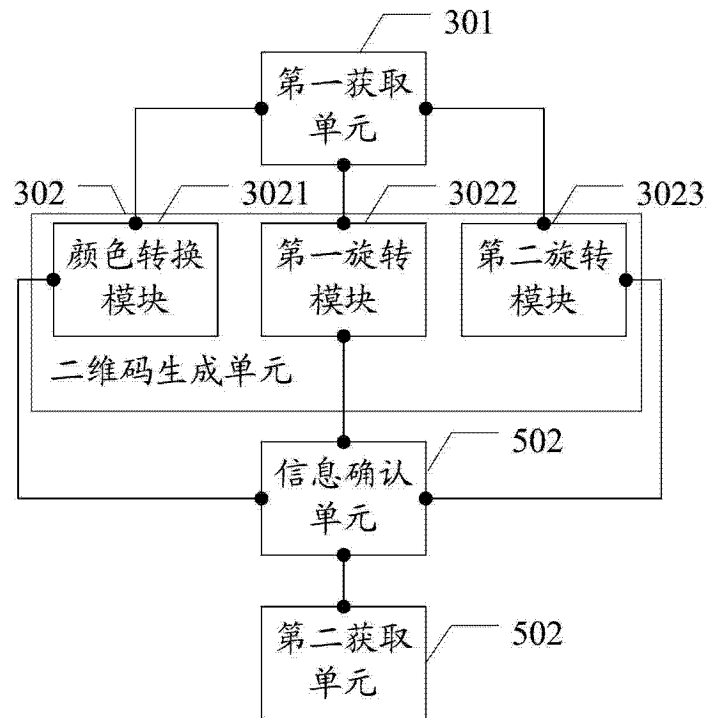 301
第一获取
单元
302
3021
3022
3023
颜色转换
模块
第一旋转
模块
第二旋转
模块
二维码生成单元
502
信息确认
单元
第二获取
单元
502